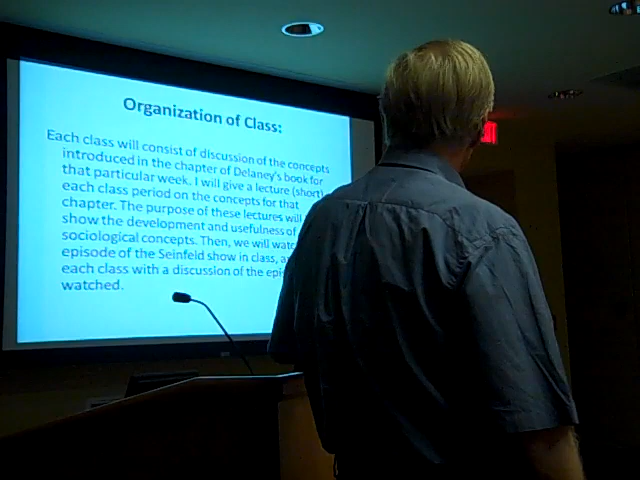 Organization of Class:
Each class will consist of discussion of the concepts
introduced in the chapter of Delaney's book for
that particular week. I will give a lecture (short)
each class period on the concepts for that
chapter. The purpose of these lectures will
show the development and usefulness of
sociological concepts. Then, we will
episode of the Seinfeld show in class,
each class with a discussion of the
watched.